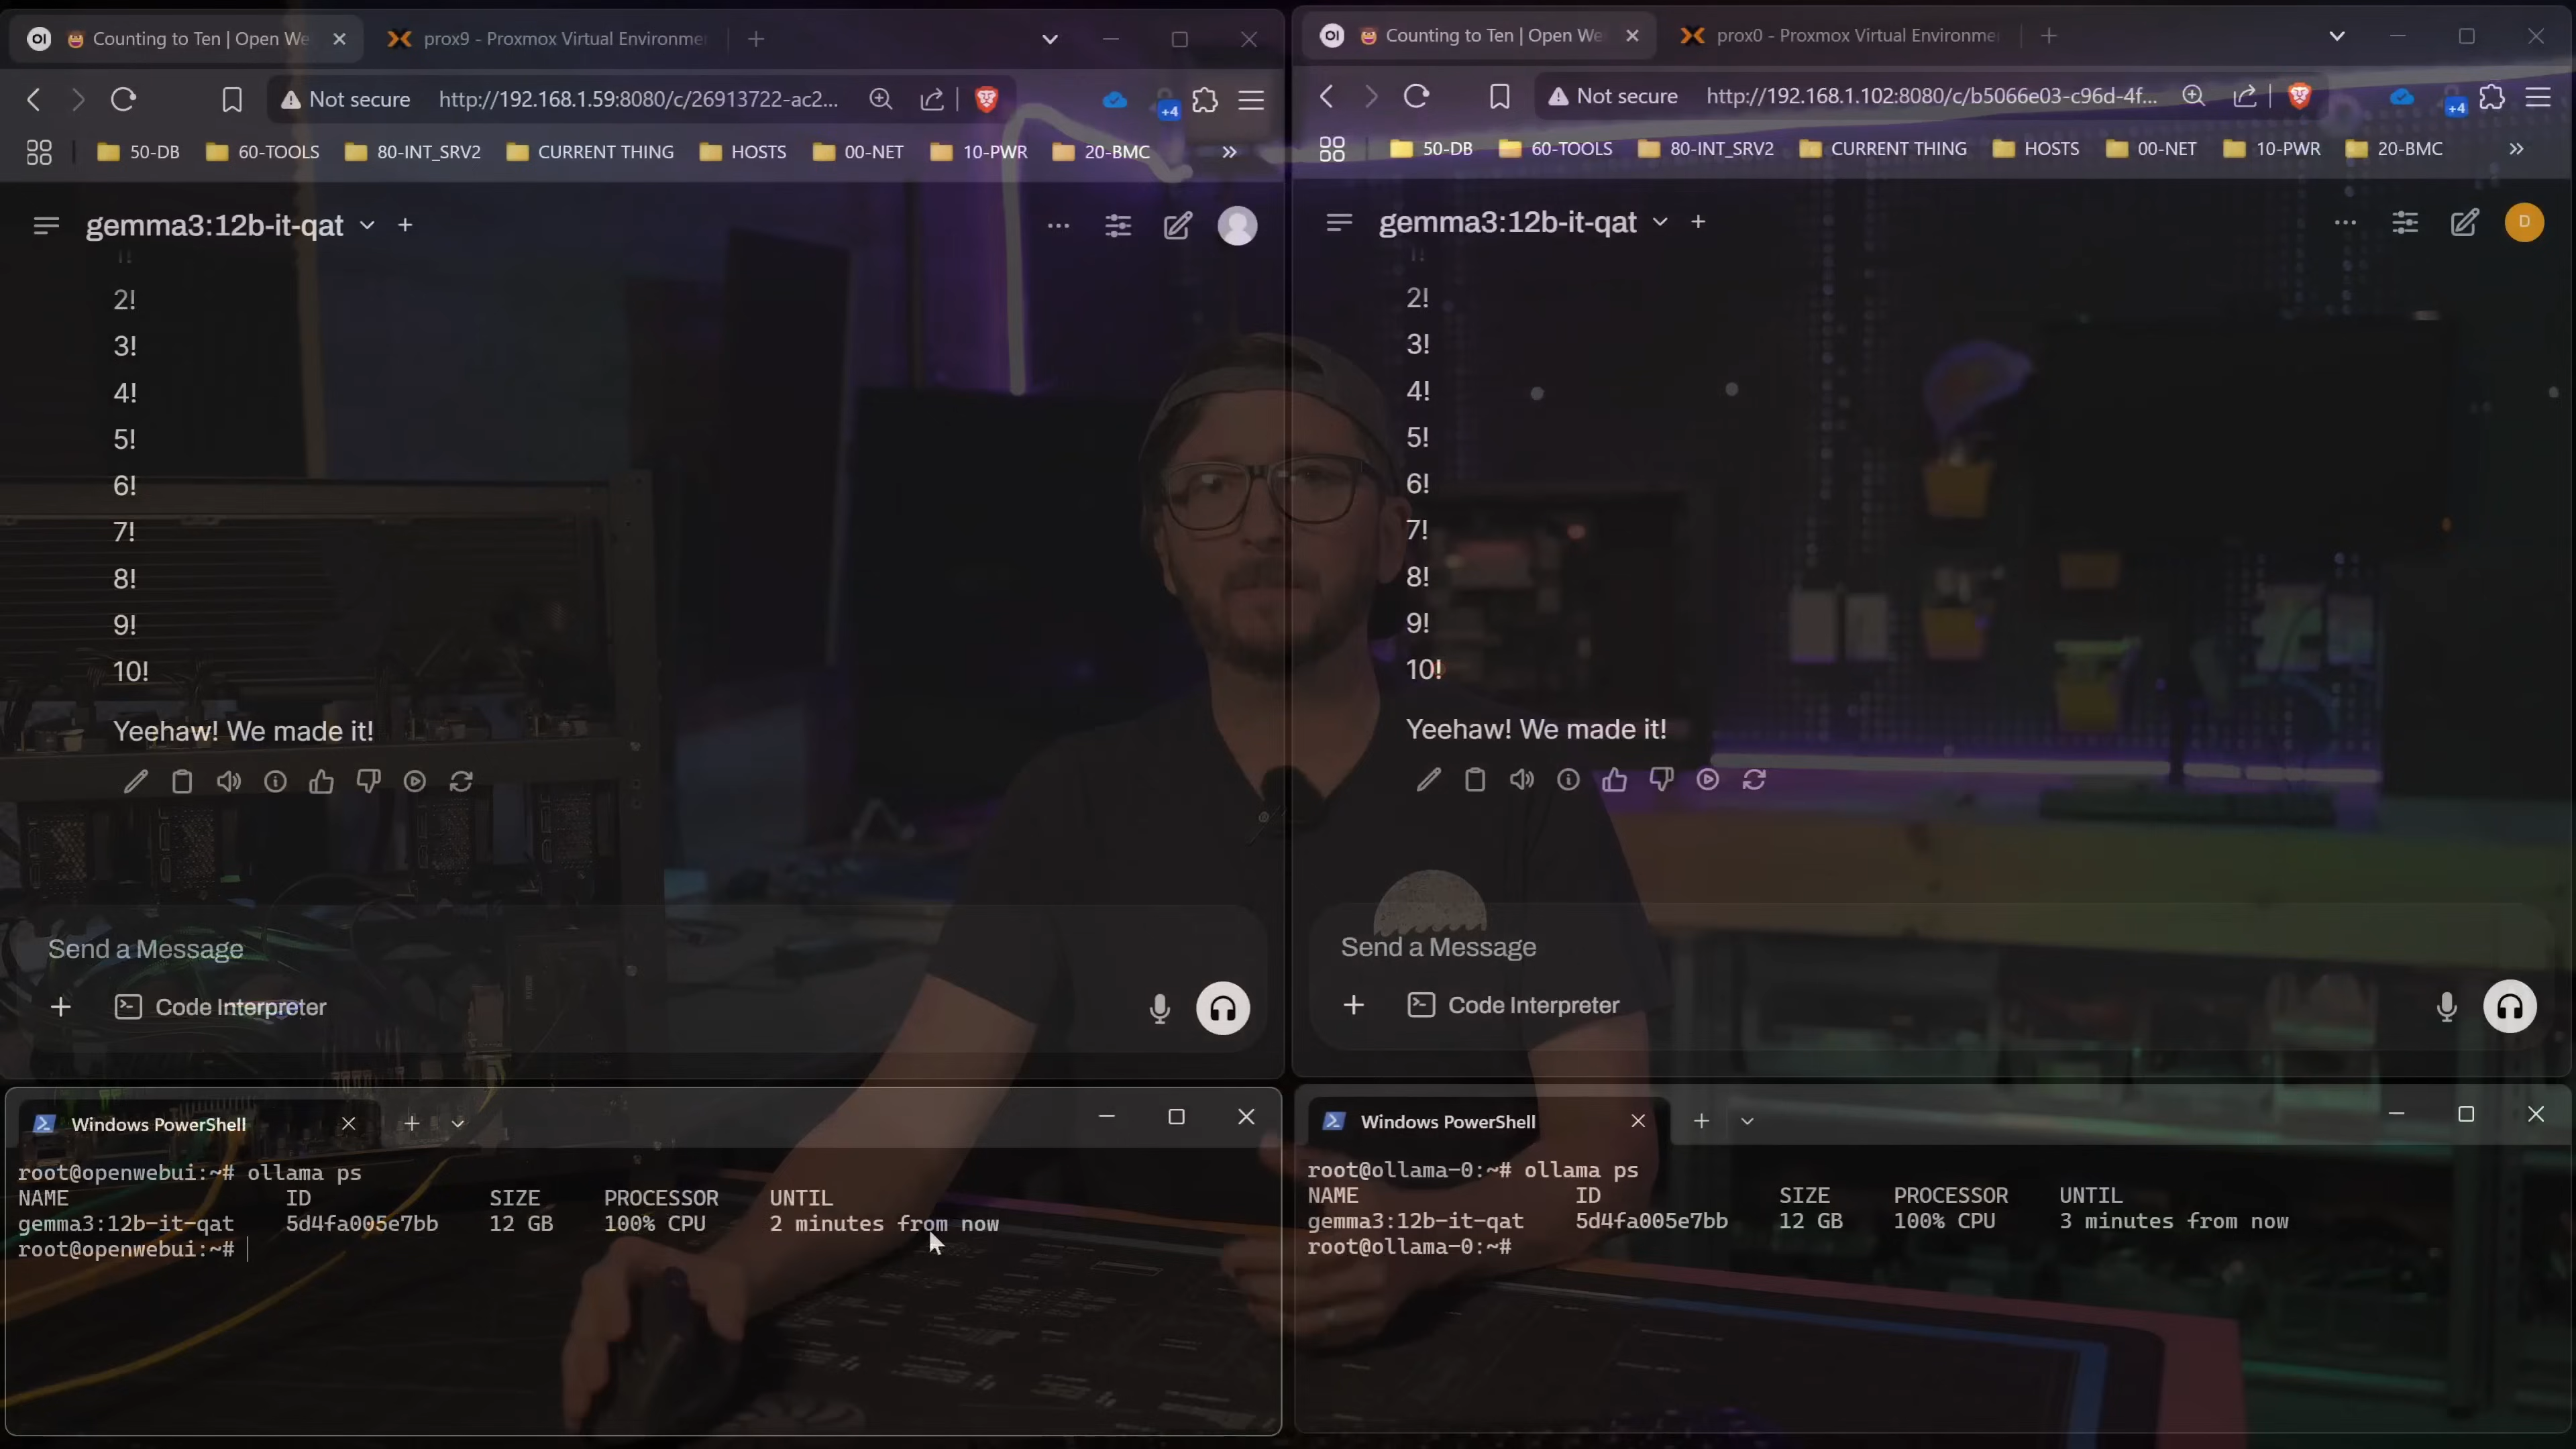 Counting to Ten | Open We
prox9 - Proxmox Virtual Environme
Not secure
http://192.168.1.59:8080/c/26913722-ac2...
+4
50-DB
60-TOOLS
80-INT_SRV2
CURRENT THING
HOSTS
00-NET
10-PWR
20-BMC
gemma3:12b-it-qat
2!
3!
4!
5!
6!
7!
8!
9!
10!
Yeehaw! We made it!
Send a Message
Code Interpreter
Windows PowerShell
root@openwebui:~# ollama ps
NAME ID SIZE PROCESSOR UNTIL
gemma3:12b-it-qat 5d4fa005e7bb 12 GB 100% CPU 2 minutes from now
root@openwebui:~#
Counting to Ten | Open We
prox0 - Proxmox Virtual Environme
Not secure
http://192.168.1.102:8080/c/b5066e03-c96d-4f...
+4
50-DB
60-TOOLS
80-INT_SRV2
CURRENT THING
HOSTS
00-NET
10-PWR
20-BMC
gemma3:12b-it-qat
D
2!
3!
4!
5!
6!
7!
8!
9!
10!
Yeehaw! We made it!
Send a Message
Code Interpreter
Windows PowerShell
root@ollama-0:~# ollama ps
NAME ID SIZE PROCESSOR UNTIL
gemma3:12b-it-qat 5d4fa005e7bb 12 GB 100% CPU 3 minutes from now
root@ollama-0:~#